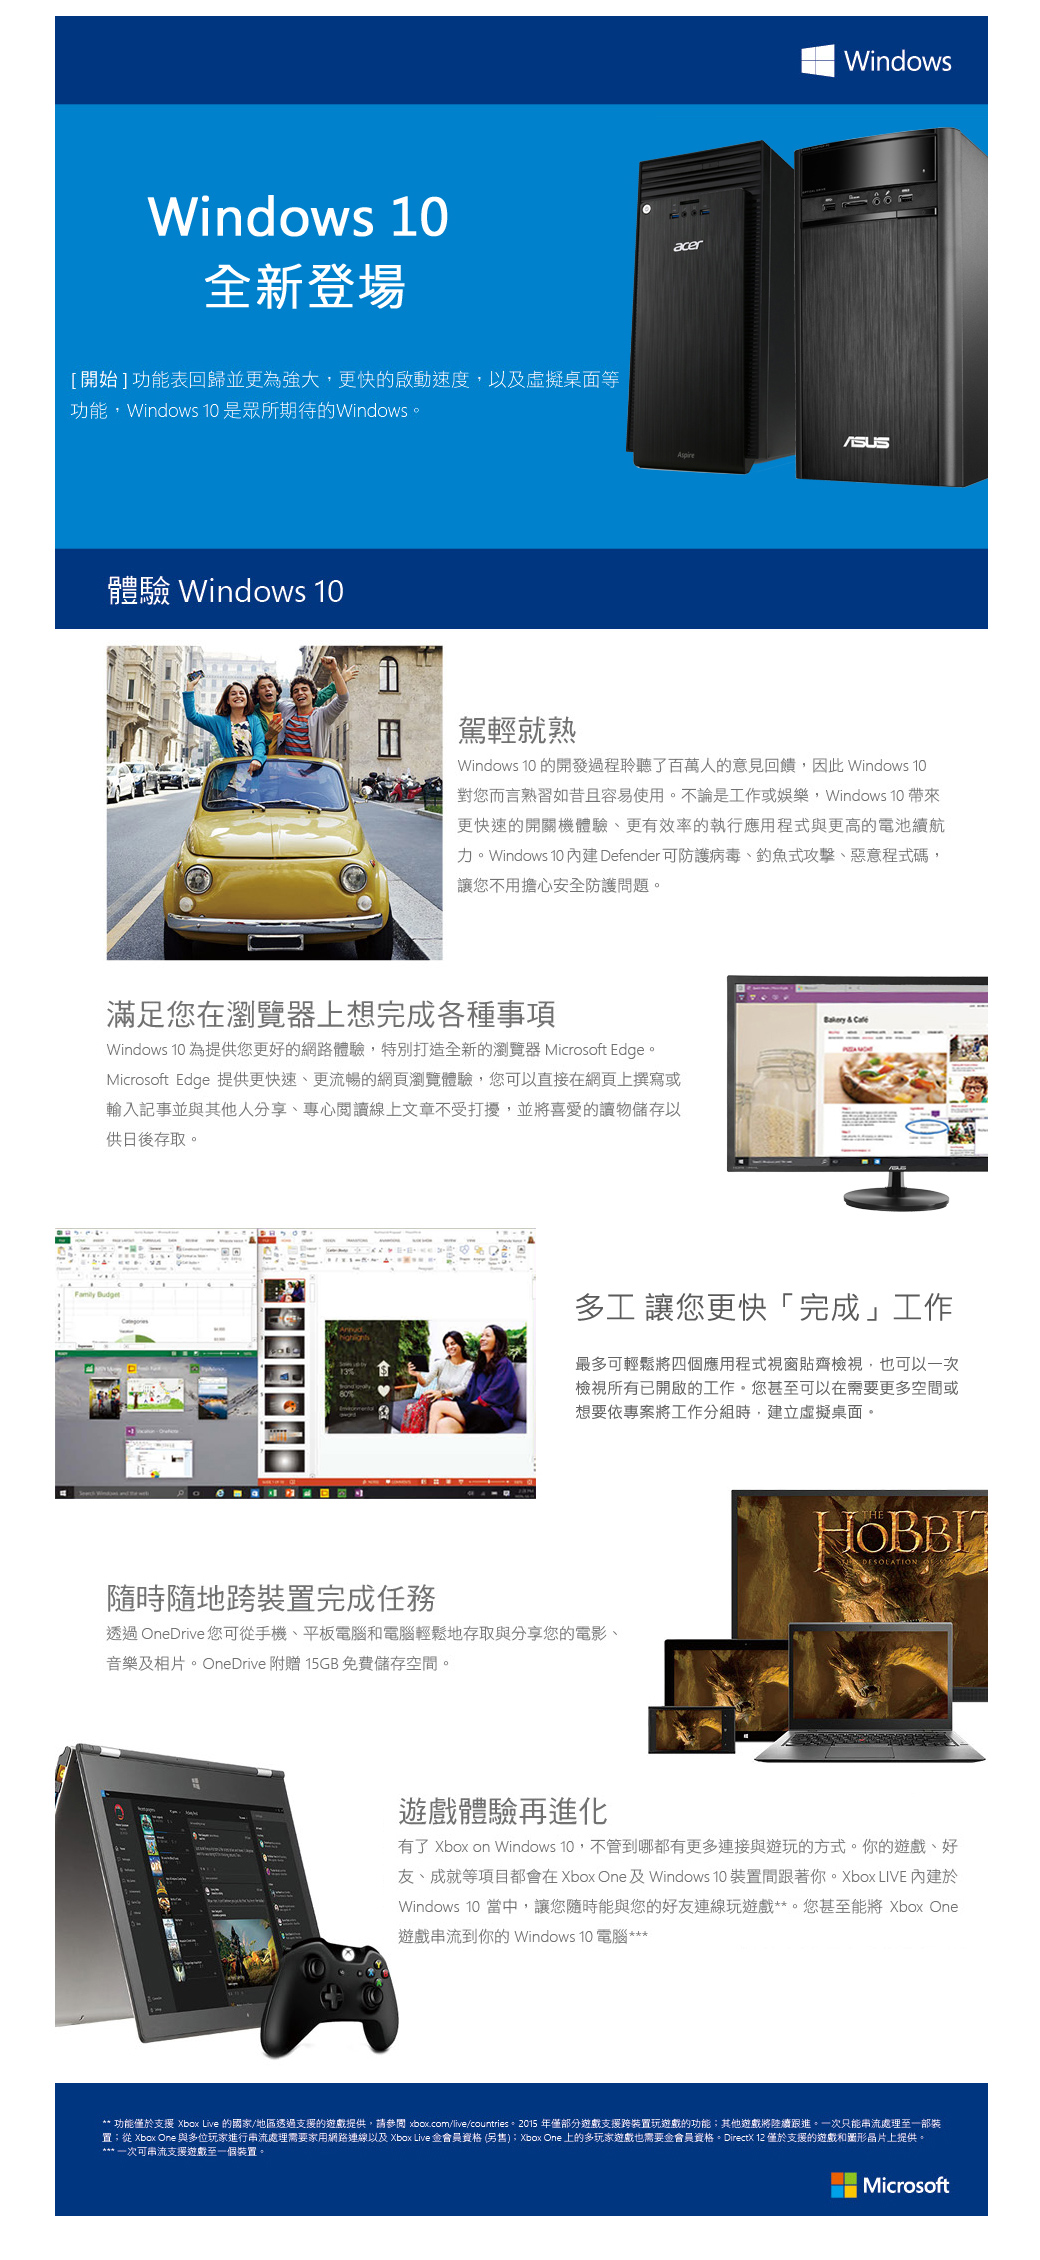 Windows
Windows 10
全新登場
acer
Aspire
ASUS
[ 開始 ] 功能表回歸並更為強大，更快的啟動速度，以及虛擬桌面等
功能，Windows 10 是眾所期待的Windows。
體驗 Windows 10
駕輕就熟
Windows 10 的開發過程聆聽了百萬人的意見回饋，因此 Windows 10
對您而言熟習如昔且容易使用。不論是工作或娛樂，Windows 10 帶來
更快速的開關機體驗、更有效率的執行應用程式與更高的電池續航
力。Windows 10 內建 Defender 可防護病毒、釣魚式攻擊、惡意程式碼，
讓您不用擔心安全防護問題。
滿足您在瀏覽器上想完成各種事項
Windows 10 為提供您更好的網路體驗，特別打造全新的瀏覽器 Microsoft Edge。
Microsoft Edge 提供更快速、更流暢的網頁瀏覽體驗，您可以直接在網頁上撰寫或
輸入記事並與其他人分享、專心閱讀線上文章不受打擾，並將喜愛的讀物儲存以
供日後存取。
Bakery & Café
PIZZA NIGHT
ASUS
Family Budget
Categories
Annual
highlights
Sales up by
13%
Brand loyalty
80%
Environmental
award
Search Windows and the web
多工 讓您更快「完成」工作
最多可輕鬆將四個應用程式視窗貼齊檢視，也可以一次
檢視所有已開啟的工作。您甚至可以在需要更多空間或
想要依專案將工作分組時，建立虛擬桌面。
THE
HOBBIT
DESOLATION OF
隨時隨地跨裝置完成任務
透過 OneDrive 您可從手機、平板電腦和電腦輕鬆地存取與分享您的電影、
音樂及相片。OneDrive 附贈 15GB 免費儲存空間。
遊戲體驗再進化
有了 Xbox on Windows 10，不管到哪都有更多連接與遊玩的方式。你的遊戲、好
友、成就等項目都會在 Xbox One 及 Windows 10 裝置間跟著你。Xbox LIVE 內建於
Windows 10 當中，讓您隨時能與您的好友連線玩遊戲**。您甚至能將 Xbox One
遊戲串流到你的 Windows 10 電腦***
** 功能僅於支援 Xbox Live 的國家/地區透過支援的遊戲提供，請參閱 xbox.com/live/countries。2015 年僅部分遊戲支援跨裝置玩遊戲的功能；其他遊戲將陸續跟進。一次只能串流處理至一部裝
置；從 Xbox One 與多位玩家進行串流處理需要家用網路連線以及 Xbox Live 金會員資格 (另售)；Xbox One 上的多玩家遊戲也需要金會員資格。DirectX 12 僅於支援的遊戲和圖形晶片上提供。
*** 一次可串流支援遊戲至一個裝置。
Microsoft